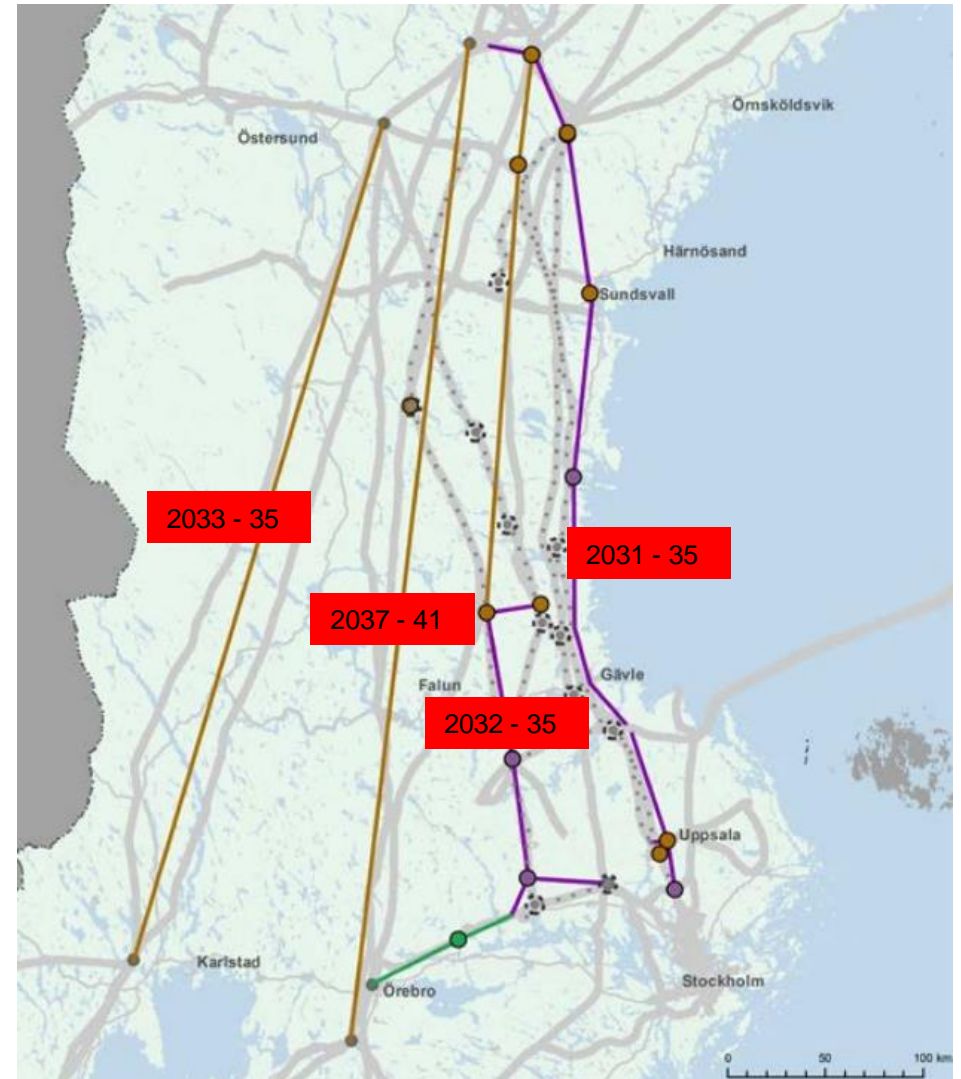 Örnsköldsvik
Östersund
Härnösand
Sundsvall
2033 - 35
2031 - 35
2037 - 41
Gävle
Falun
2032 - 35
Uppsala
Karlstad
Stockholm
Örebro
0 50 100 km